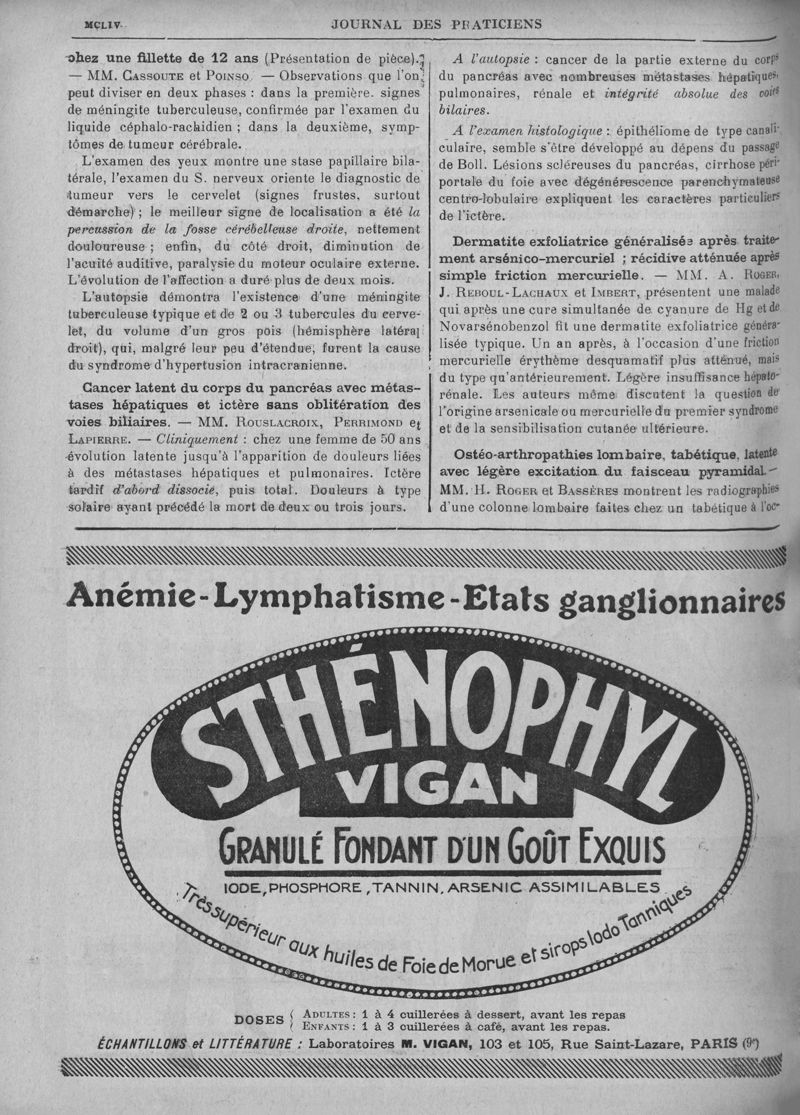 MCLIV
JOURNAL DES PRATICIENS
chez une fillette de 12 ans (Présentation de pièce).
— MM. CASSOUTE et POINSO. — Observations que l'on
peut diviser en deux phases : dans la première. signes
de méningite tuberculeuse, confirmée par l'examen du
liquide céphalo-rachidien ; dans la deuxième, symp-
tômes de tumeur cérébrale.
L'examen des yeux montre une stase papillaire bila-
térale, l'examen du S. nerveux oriente le diagnostic de
tumeur vers le cervelet (signes frustes, surtout
démarche) ; le meilleur signe de localisation a été la
percussion de la fosse cérébelleuse droite, nettement
douloureuse ; enfin, du côté droit, diminution de
l'acuïté auditive, paralysie du moteur oculaire externe.
L'évolution de l'affection a duré plus de deux mois.
L'autopsie démontra l'existence d'une méningite
tuberculeuse typique et de 2 ou 3 tubercules du cerve-
let, du volume d'un gros pois (hémisphère latéral
droit), qui, malgré leur peu d'étendue, furent la cause
du syndrome d'hypertusion intracranienne.
Cancer latent du corps du pancréas avec métas-
tases hépatiques et ictère sans oblitération des
voies biliaires. — MM. ROUSLACROIX, PERRIMOND et
LAPIERRE. — Cliniquement : chez une femme de 50 ans
évolution latente jusqu'à l'apparition de douleurs liées
à des métastases hépatiques et pulmonaires. Ictère
tardif d'abord dissocié, puis total. Douleurs à type
solaire ayant précédé la mort de deux ou trois jours.
A l'autopsie : cancer de la partie externe du corps
du pancréas avec nombreuses métastases hépatiques,
pulmonaires, rénale et intégrité absolue des voies
bilaires.
A l'examen histologique : épithéliome de type canali-
culaire, semble s'être développé au dépens du passage
de Boll. Lésions scléreuses du pancréas, cirrhose péri-
portale du foie avec dégénérescence parenchymateuse
centro-lobulaire expliquent les caractères particuliers
de l'ictère.
Dermatite exfoliatrice généralisée après traite-
ment arsénico-mercuriel ; récidive atténuée après
simple friction mercurielle. — MM. A. ROGER,
J. REBOUL-LACHAUX et IMBERT, présentent une malade
qui après une cure simultanée de cyanure de Hg et de
Novarsénobenzol fit une dermatite exfoliatrice généra-
lisée typique. Un an après, à l'occasion d'une friction
mercurielle érythème desquamatif plus atténué, mais
du type qu'antérieurement. Légère insuffisance hépato-
rénale. Les auteurs même discutent la question de
l'origine arsenicale ou mercurielle du premier syndrome
et de la sensibilisation cutanée ultérieure.
Ostéo-arthropathies lombaire, tabétique, latente
avec légère excitation du faisceau pyramidal. —
MM. H. ROGER et BASSÈRES montrent les radiographies
d'une colonne lombaire faites chez un tabétique à l'oc-
Anémie-Lymphatisme-Etats ganglionnaires
STHÉNOPHYL
VIGAN
GRANULÉ FONDANT D'UN GOÛT EXQUIS
IODE, PHOSPHORE, TANNIN, ARSENIC ASSIMILABLES
Très supérieur aux huiles de Foie de Morue et sirops Iodo Tanniques
DOSES { ADULTES : 1 à 4 cuillerées à dessert, avant les repas
ENFANTS : 1 à 3 cuillerées à café, avant les repas.
ÉCHANTILLONS et LITTÉRATURE : Laboratoires M. VIGAN, 103 et 105, Rue Saint-Lazare, PARIS (9e)